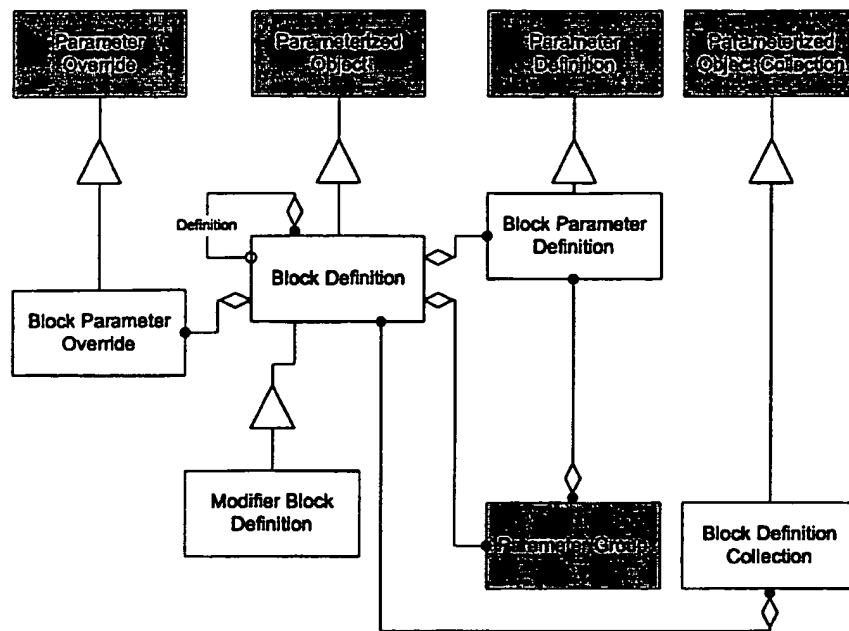 Parameter
Override
Parameterized
Object
Parameter
Definition
Parameterized
Object Collection
Definition
Block Definition
Block Parameter
Definition
Block Parameter
Override
Modifier Block
Definition
Parameter Group
Block Definition
Collection